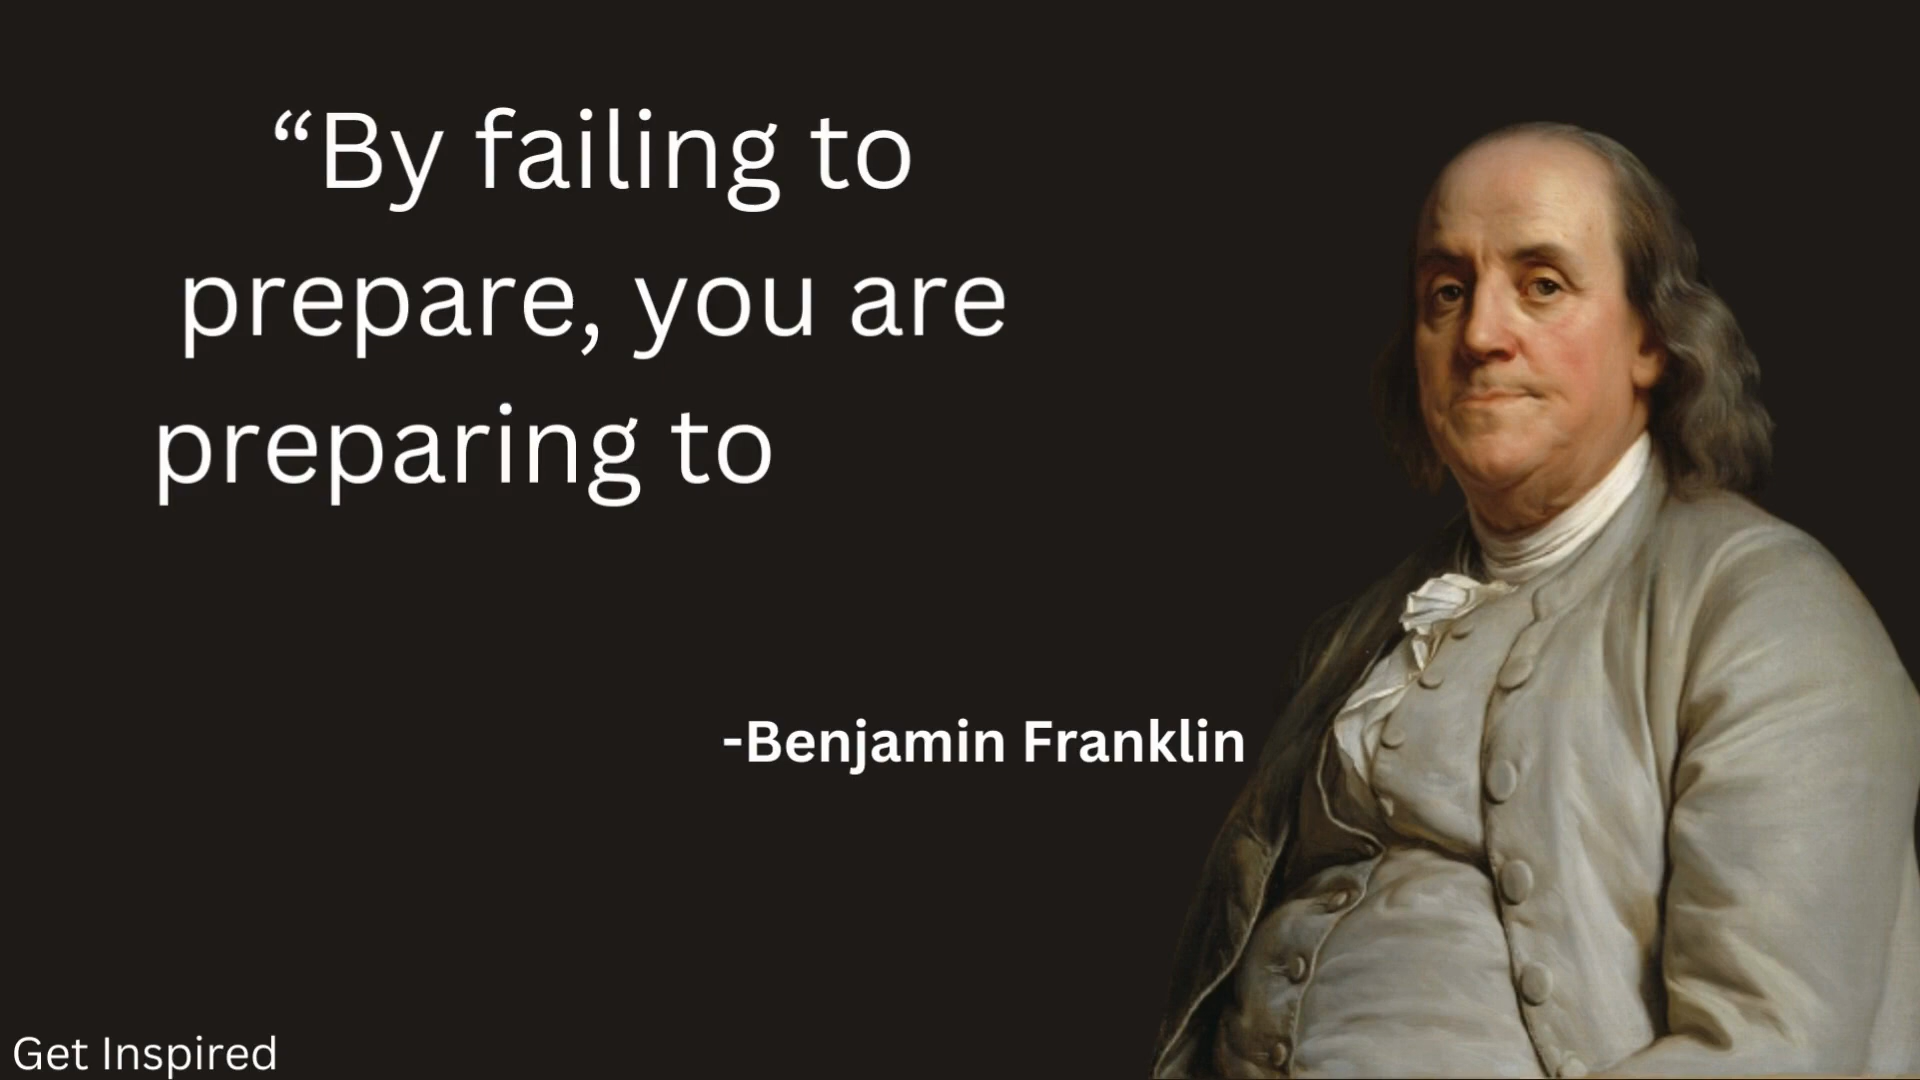 “By failing to
prepare, you are
preparing to
-Benjamin Franklin
Get Inspired